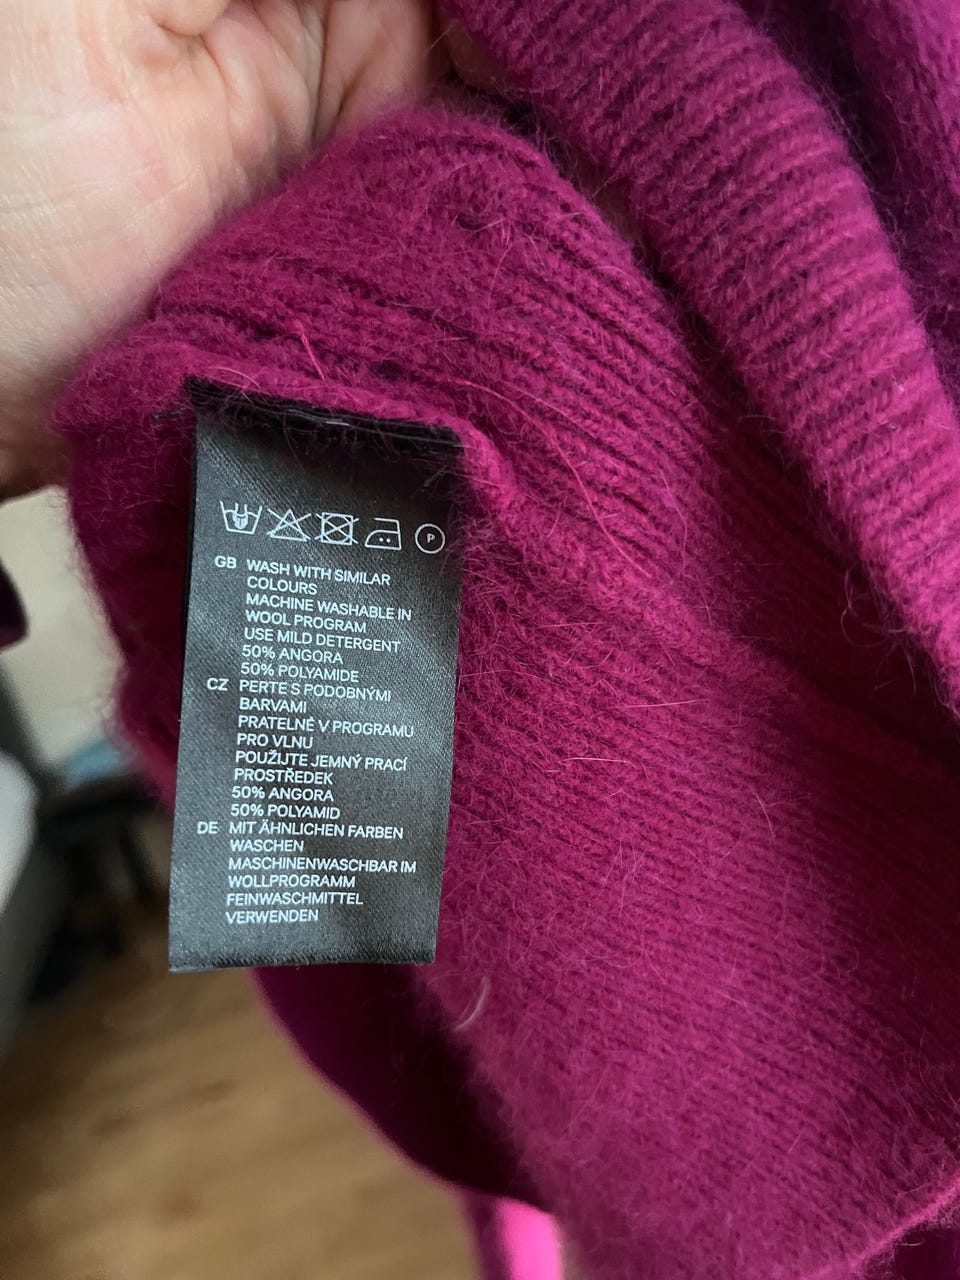 P
GB WASH WITH SIMILAR
COLOURS
MACHINE WASHABLE IN
WOOL PROGRAM
USE MILD DETERGENT
50% ANGORA
50% POLYAMIDE
CZ PERTE S PODOBNÝMI
BARVAMI
PRATELNÉ V PROGRAMU
PRO VLNU
POUŽIJTE JEMNÝ PRACÍ
PROSTŘEDEK
50% ANGORA
50% POLYAMID
DE MIT ÄHNLICHEN FARBEN
WASCHEN
MASCHINENWASCHBAR IM
WOLLPROGRAMM
FEINWASCHMITTEL
VERWENDEN